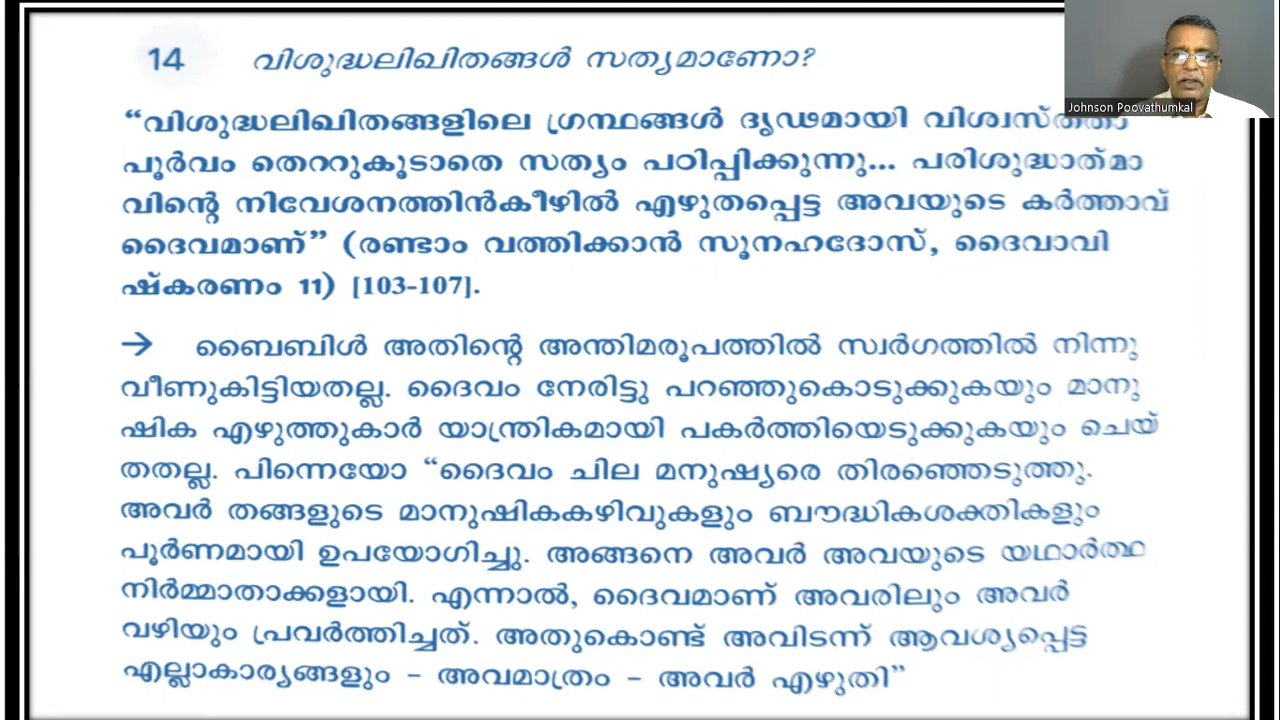 14 വിശുദ്ധലിഖിതങ്ങൾ സത്യമാണോ?
Johnson Poovathumkal
“വിശുദ്ധലിഖിതങ്ങളിലെ ഗ്രന്ഥങ്ങൾ ദൃഢമായി വിശ്വസ്തതാ
പൂർവം തെററുകൂടാതെ സത്യം പഠിപ്പിക്കുന്നു... പരിശുദ്ധാത്മാ
വിന്റെ നിവേശനത്തിൻകീഴിൽ എഴുതപ്പെട്ട അവയുടെ കർത്താവ്
ദൈവമാണ്” (രണ്ടാം വത്തിക്കാൻ സൂനഹദോസ്, ദൈവാവി
ഷ്കരണം 11) [103-107].
→ ബൈബിൾ അതിന്റെ അന്തിമരൂപത്തിൽ സ്വർഗത്തിൽ നിന്നു
വീണുകിട്ടിയതല്ല. ദൈവം നേരിട്ടു പറഞ്ഞുകൊടുക്കുകയും മാനു
ഷിക എഴുത്തുകാർ യാന്ത്രികമായി പകർത്തിയെടുക്കുകയും ചെയ്
തതല്ല. പിന്നെയോ “ദൈവം ചില മനുഷ്യരെ തിരഞ്ഞെടുത്തു.
അവർ തങ്ങളുടെ മാനുഷികകഴിവുകളും ബൗദ്ധികശക്തികളും
പൂർണമായി ഉപയോഗിച്ചു. അങ്ങനെ അവർ അവയുടെ യഥാർത്ഥ
നിർമ്മാതാക്കളായി. എന്നാൽ, ദൈവമാണ് അവരിലും അവർ
വഴിയും പ്രവർത്തിച്ചത്. അതുകൊണ്ട് അവിടന്ന് ആവശ്യപ്പെട്ട
എല്ലാകാര്യങ്ങളും – അവമാത്രം – അവർ എഴുതി”